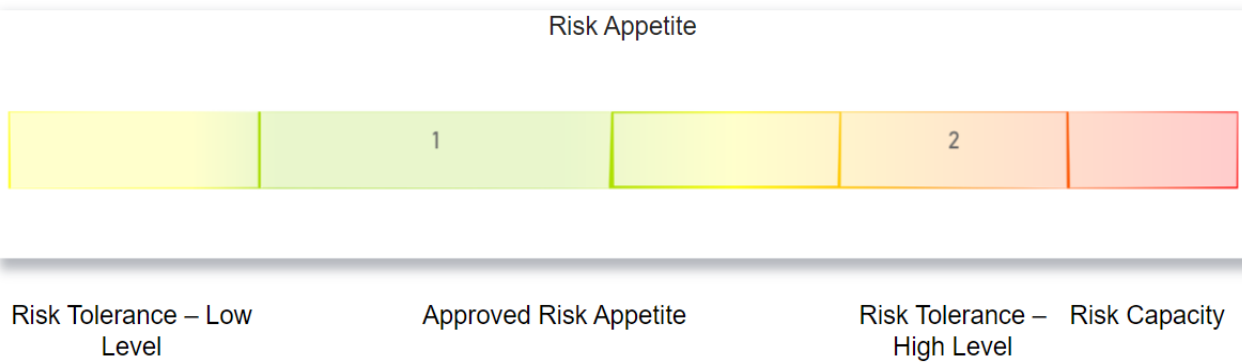 Risk Appetite
1
2
Risk Tolerance – Low
Level
Approved Risk Appetite
Risk Tolerance –
High Level
Risk Capacity